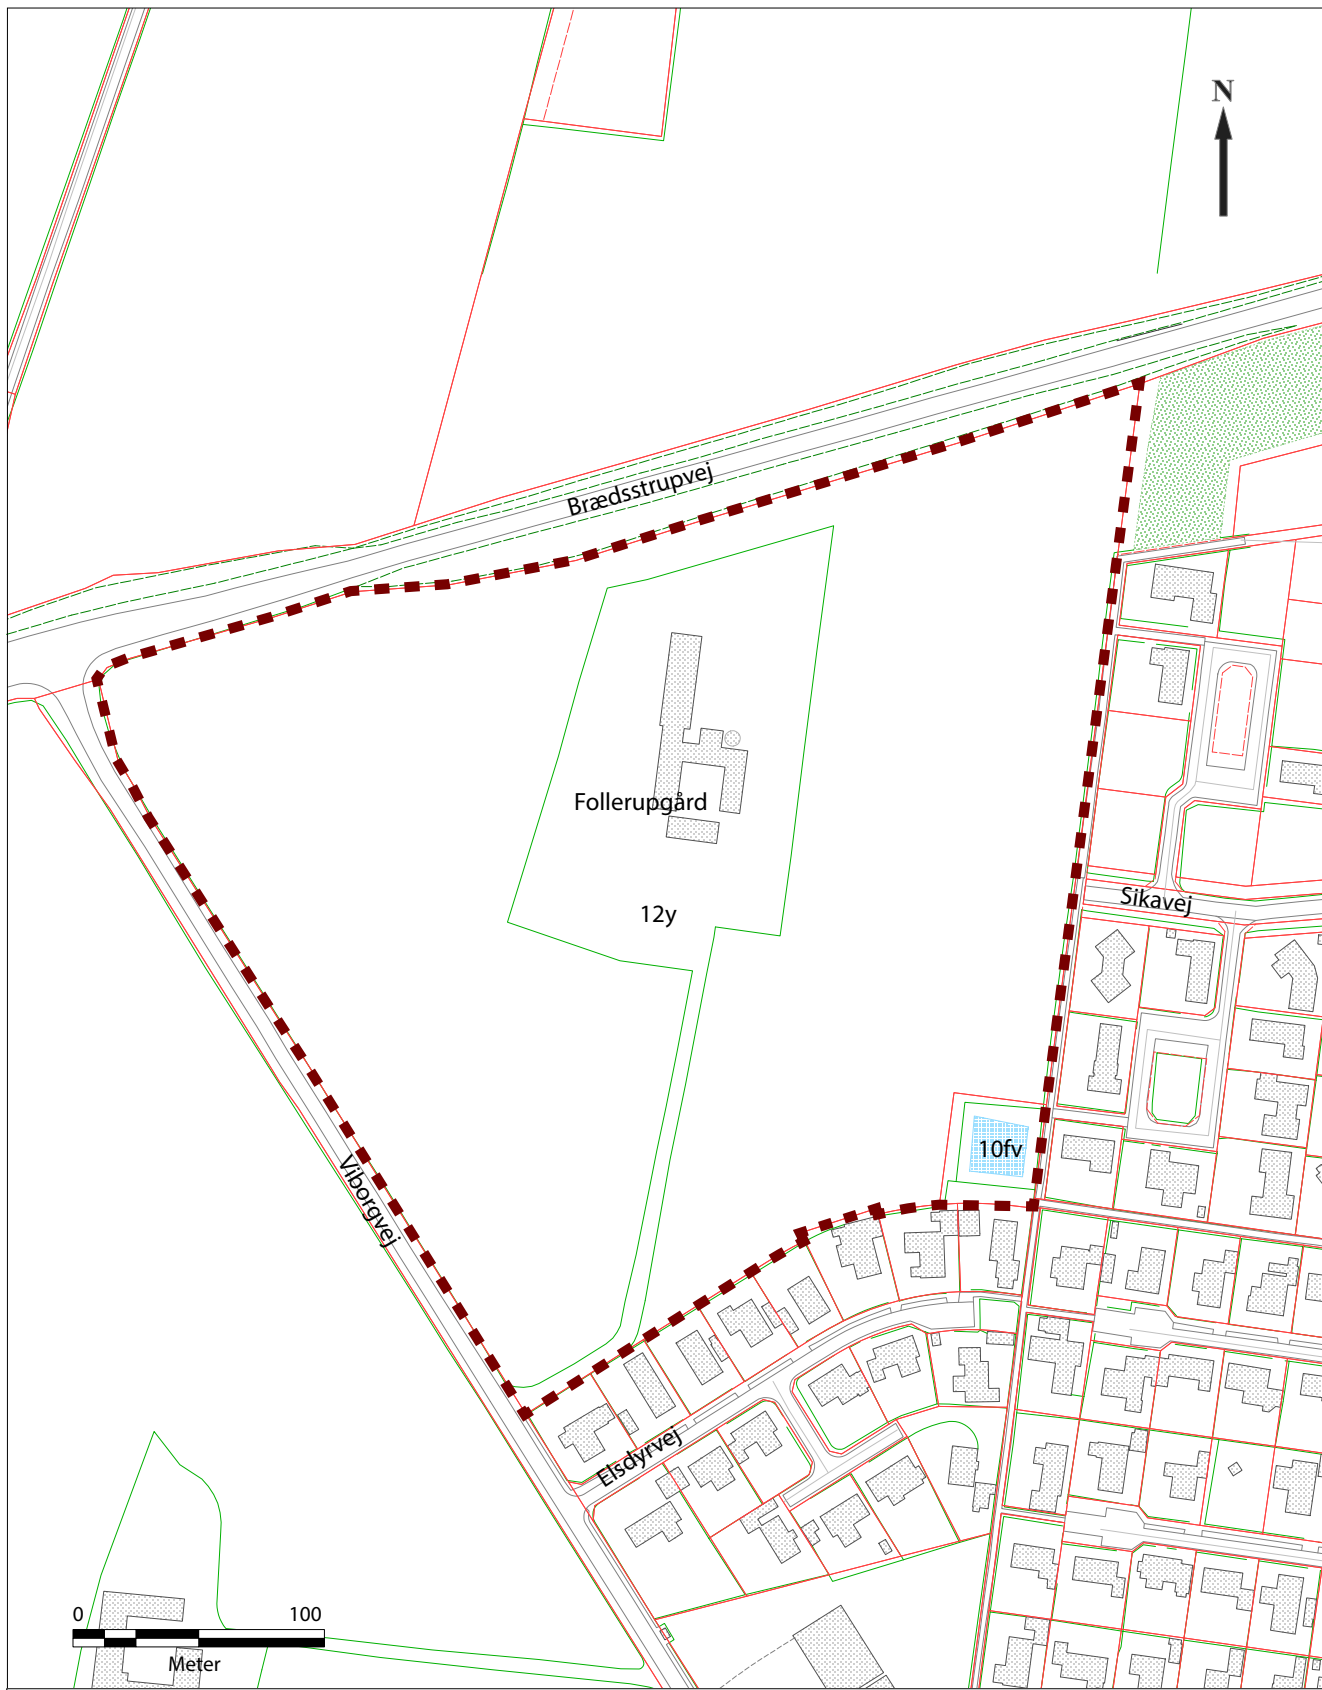 N
Brædsstrupvej
Follerupgård
Sikavej
12y
10fv
Viborgvej
Elsdyrvej
0 100
Meter